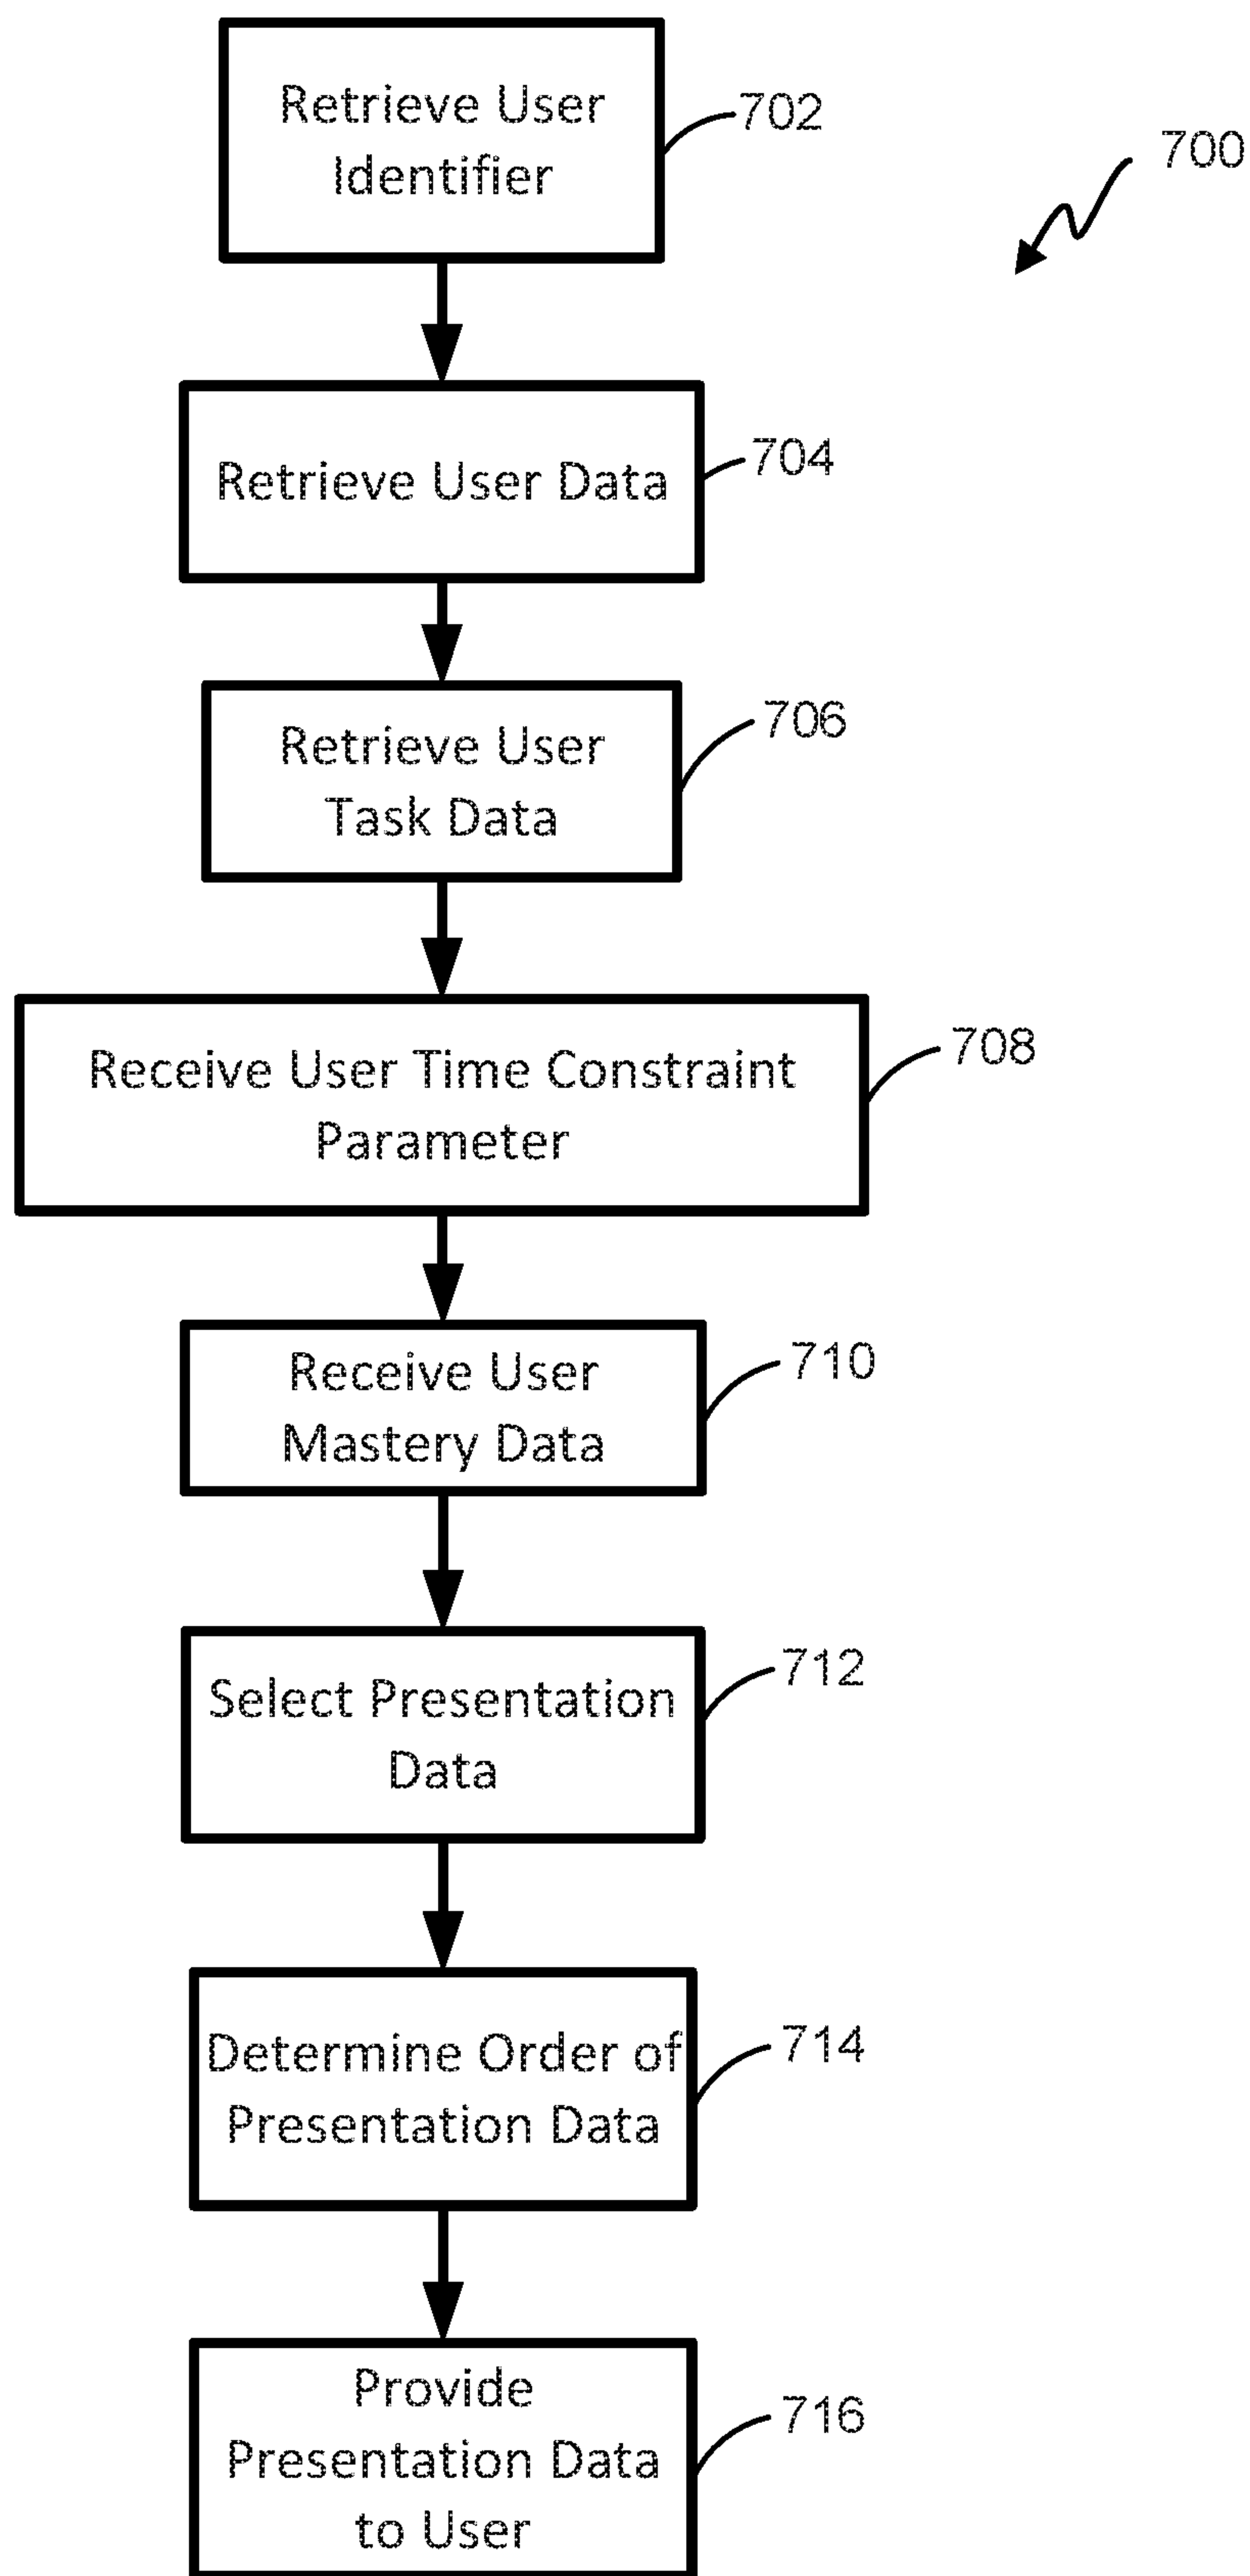 Retrieve User
Identifier
702
700
Retrieve User Data
704
Retrieve User
Task Data
706
Receive User Time Constraint
Parameter
708
Receive User
Mastery Data
710
Select Presentation
Data
712
Determine Order of
Presentation Data
714
Provide
Presentation Data
to User
716